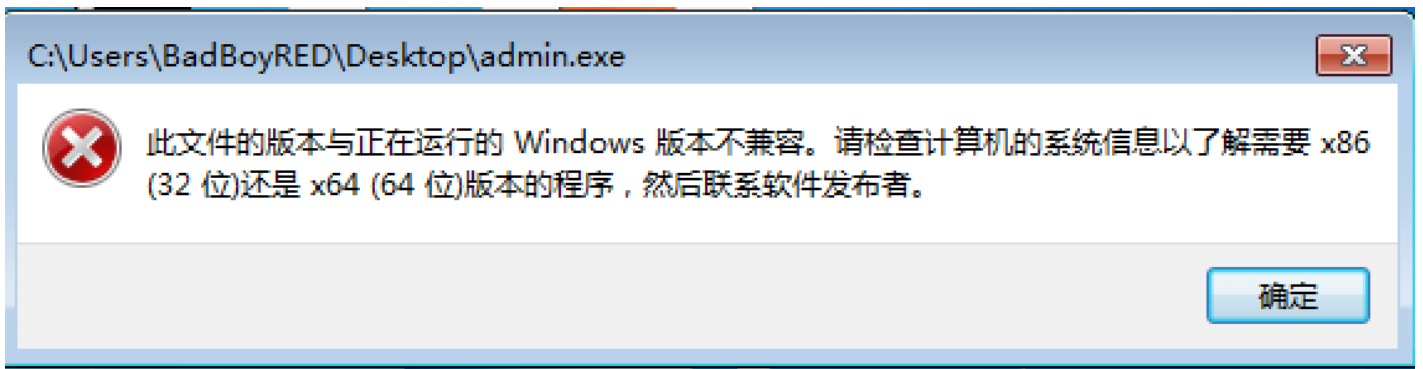 C:\Users\BadBoyRED\Desktop\admin.exe
此文件的版本与正在运行的 Windows 版本不兼容。请检查计算机的系统信息以了解需要 x86
(32 位)还是 x64 (64 位)版本的程序，然后联系软件发布者。
确定